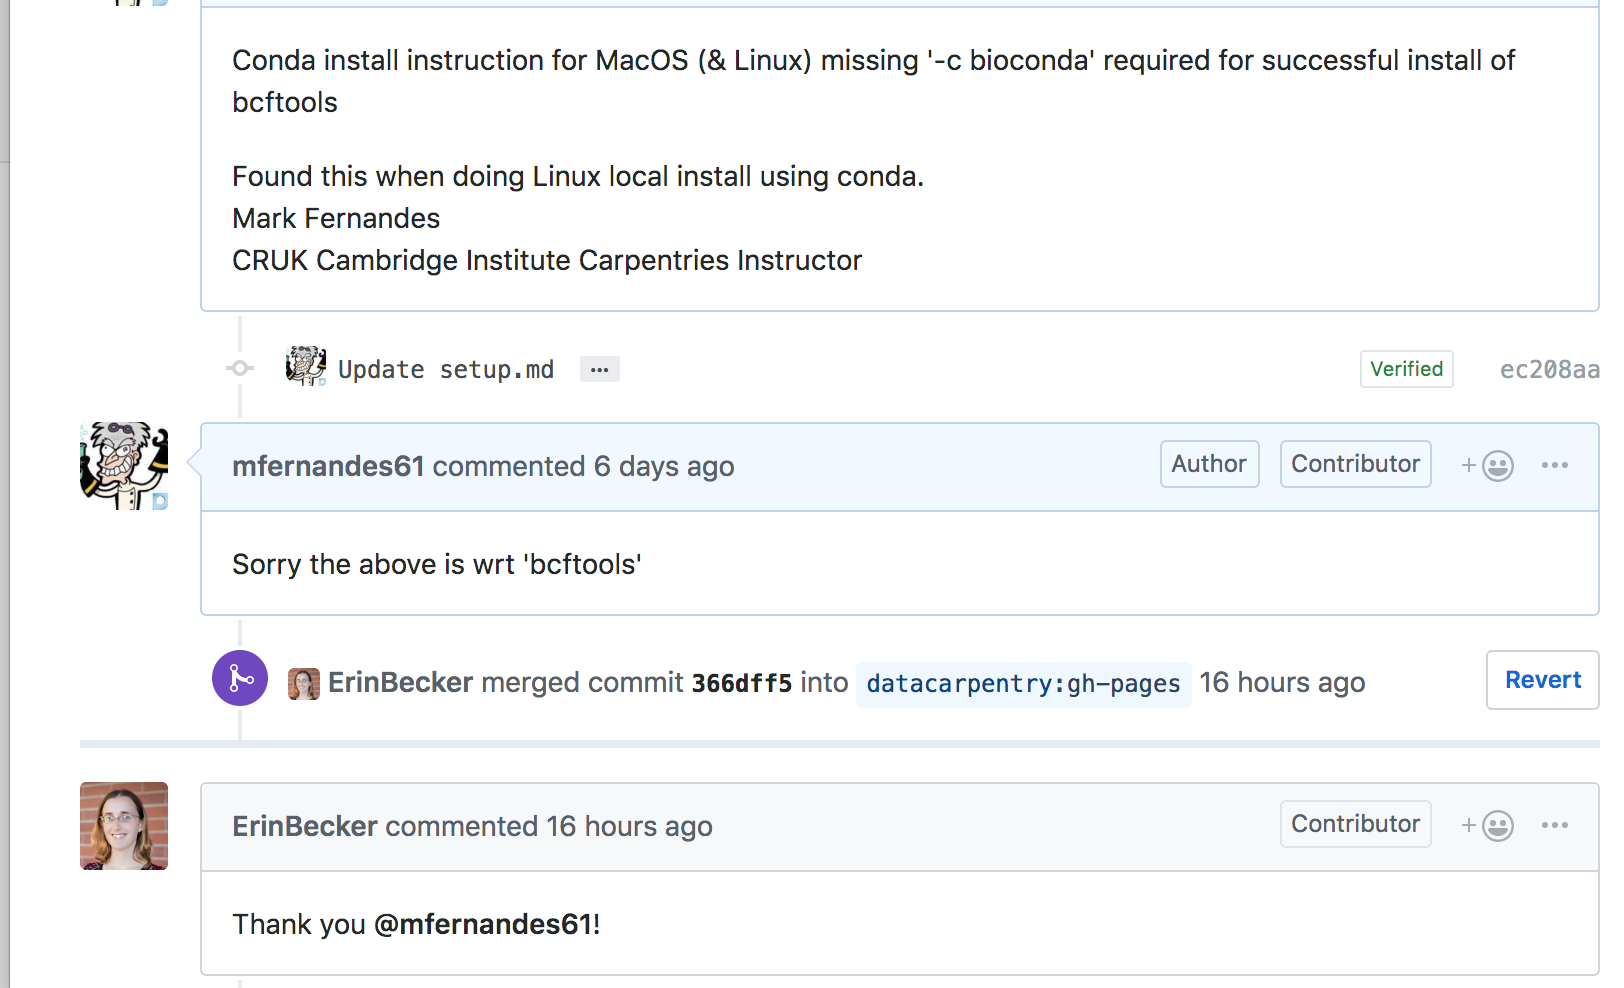 Conda install instruction for MacOS (& Linux) missing '-c bioconda' required for successful install of
bcftools
Found this when doing Linux local install using conda.
Mark Fernandes
CRUK Cambridge Institute Carpentries Instructor
Update setup.md ... Verified ec208aa
mfernandes61 commented 6 days ago Author Contributor + ...
Sorry the above is wrt 'bcftools'
ErinBecker merged commit 366dff5 into datacarpentry:gh-pages 16 hours ago Revert
ErinBecker commented 16 hours ago Contributor + ...
Thank you @mfernandes61!